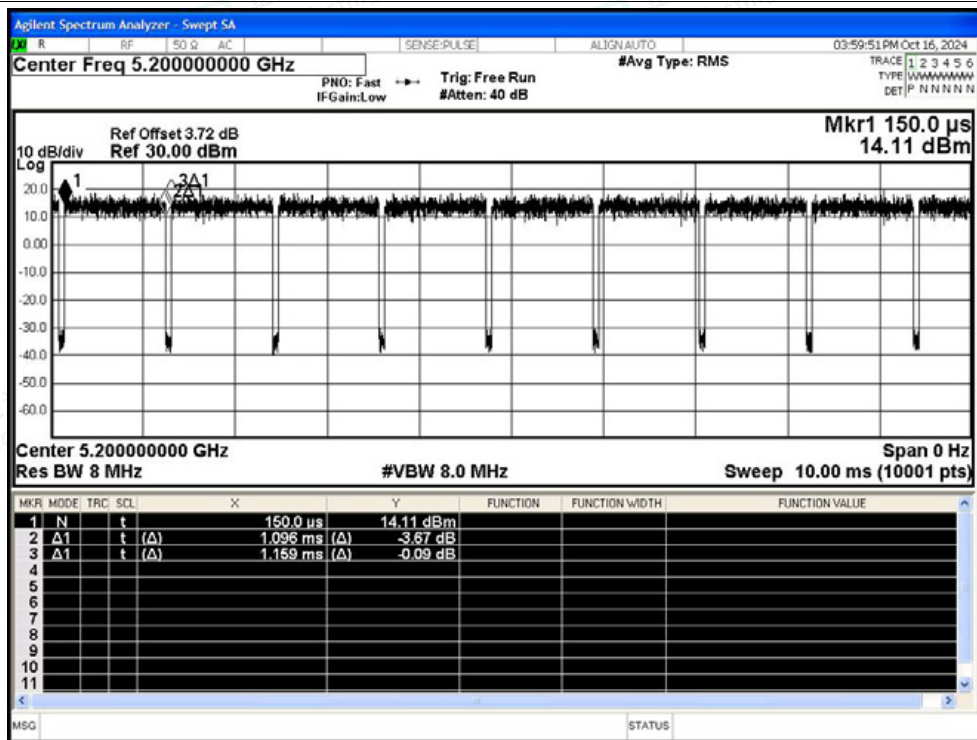 Agilent Spectrum Analyzer - Swept SA
LXI R RF 50 Ω AC SENSE:PULSE ALIGNAUTO 03:59:51PM Oct 16, 2024
Center Freq 5.200000000 GHz
#Avg Type: RMS
TRACE 1 2 3 4 5 6
PNO: Fast
Trig: Free Run
TYPE WWWWWW
IFGain:Low
#Atten: 40 dB
DET P N N N N N
Mkr1 150.0 µs
Ref Offset 3.72 dB
14.11 dBm
10 dB/div Ref 30.00 dBm
Log
1
3Δ1
2Δ1
20.0
10.0
0.00
-10.0
-20.0
-30.0
-40.0
-50.0
-60.0
Center 5.200000000 GHz Span 0 Hz
Res BW 8 MHz #VBW 8.0 MHz Sweep 10.00 ms (10001 pts)
MKR MODE TRC SCL X Y FUNCTION FUNCTION WIDTH FUNCTION VALUE
1 N t 150.0 µs 14.11 dBm
2 Δ1 t (Δ) 1.096 ms (Δ) -3.67 dB
3 Δ1 t (Δ) 1.159 ms (Δ) -0.09 dB
4
5
6
7
8
9
10
11
MSG STATUS